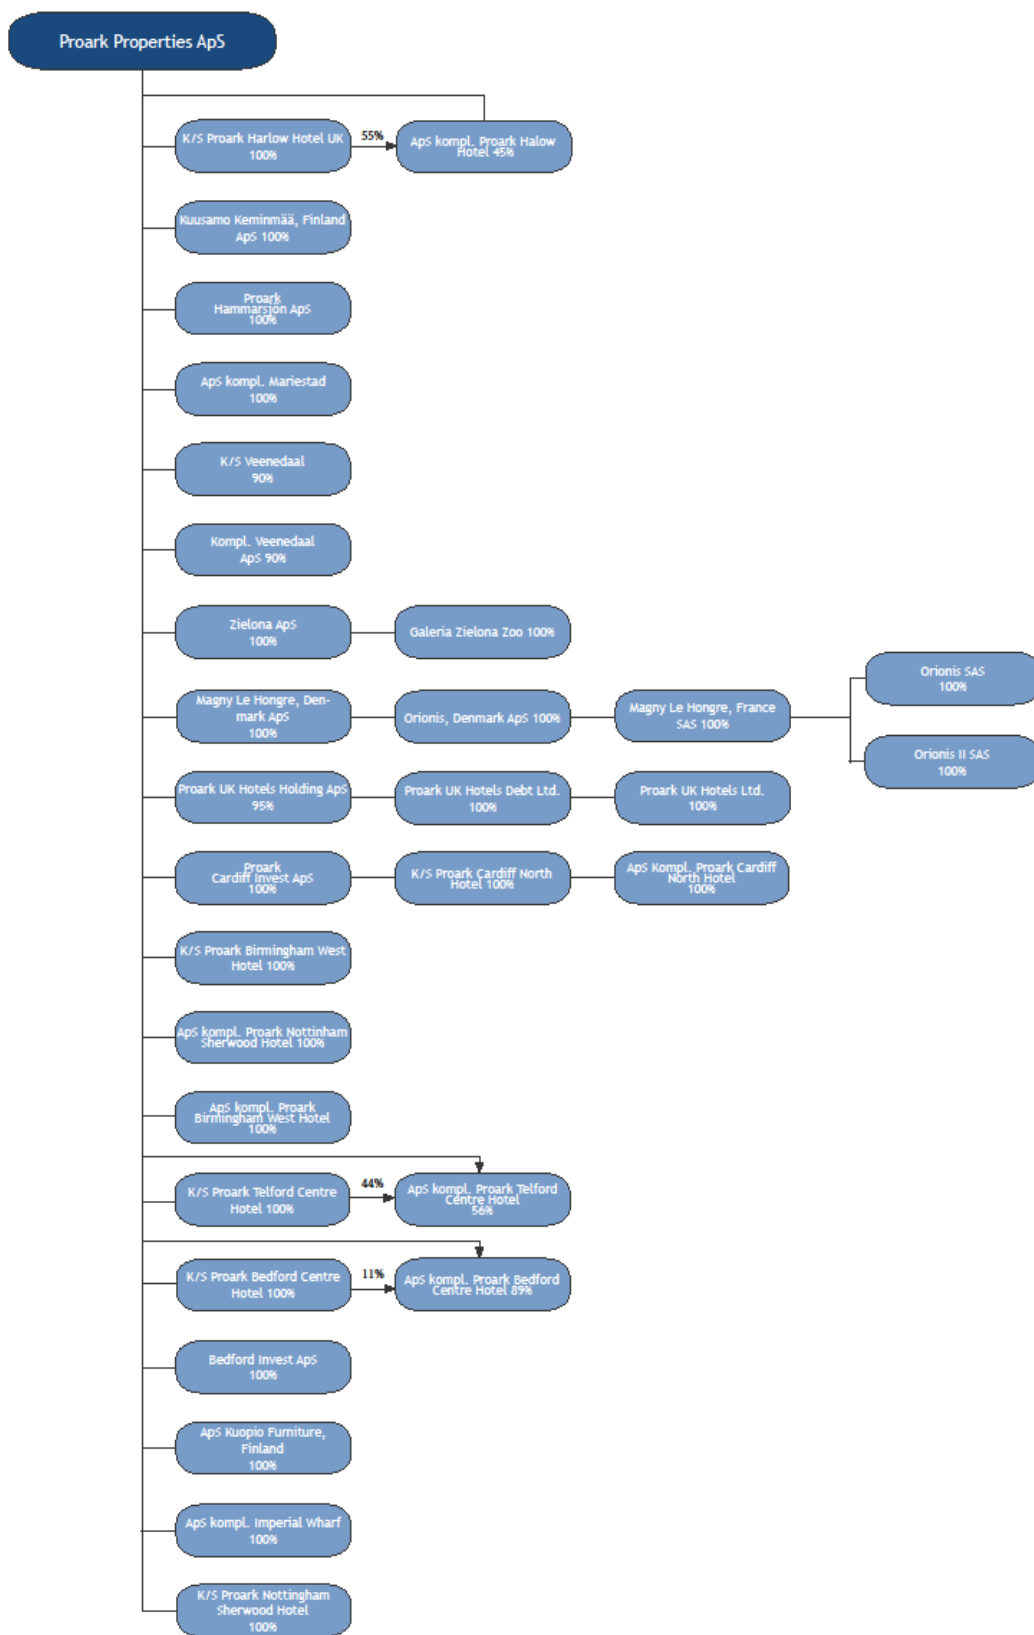 Proark Properties ApS
K/S Proark Harlow Hotel UK
100%
55%
ApS kompl. Proark Halow
Hotel 45%
Kuusamo Keminmää, Finland
ApS 100%
Proark
Hammarsjön ApS
100%
ApS kompl. Mariestad
100%
K/S Veenedaal
90%
Kompl. Veenedaal
ApS 90%
Zielona ApS
100%
Galeria Zielona Zoo 100%
Magny Le Hongre, Den-
mark ApS
100%
Orionis, Denmark ApS 100%
Magny Le Hongre, France
SAS 100%
Orionis SAS
100%
Orionis II SAS
100%
Proark UK Hotels Holding ApS
95%
Proark UK Hotels Debt Ltd.
100%
Proark UK Hotels Ltd.
100%
Proark
Cardiff Invest ApS
100%
K/S Proark Cardiff North
Hotel 100%
ApS Kompl. Proark Cardiff
North Hotel
100%
K/S Proark Birmingham West
Hotel 100%
ApS kompl. Proark Nottinham
Sherwood Hotel 100%
ApS kompl. Proark
Birmingham West Hotel
100%
K/S Proark Telford Centre
Hotel 100%
44%
ApS kompl. Proark Telford
Centre Hotel
56%
K/S Proark Bedford Centre
Hotel 100%
11%
ApS kompl. Proark Bedford
Centre Hotel 89%
Bedford Invest ApS
100%
ApS Kuopio Furniture,
Finland
100%
ApS kompl. Imperial Wharf
100%
K/S Proark Nottingham
Sherwood Hotel
100%